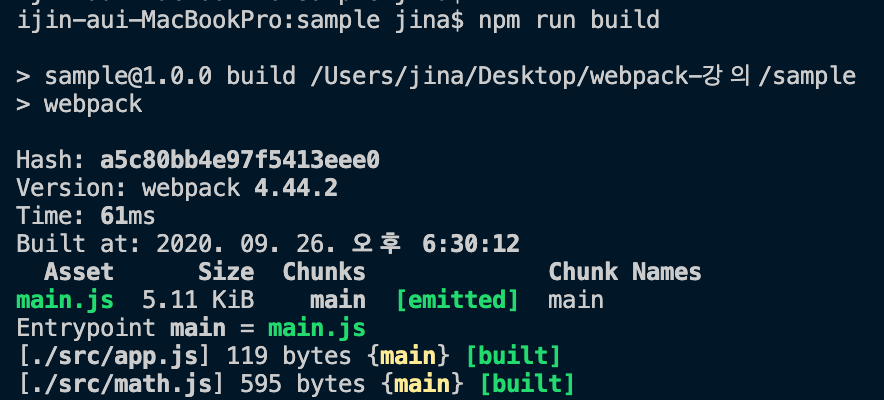 ijin-aui-MacBookPro:sample jina$ npm run build
> sample@1.0.0 build /Users/jina/Desktop/webpack-강의/sample
> webpack
Hash: a5c80bb4e97f5413eee0
Version: webpack 4.44.2
Time: 61ms
Built at: 2020. 09. 26. 오후 6:30:12
Asset Size Chunks Chunk Names
main.js 5.11 KiB main [emitted] main
Entrypoint main = main.js
[./src/app.js] 119 bytes {main} [built]
[./src/math.js] 595 bytes {main} [built]